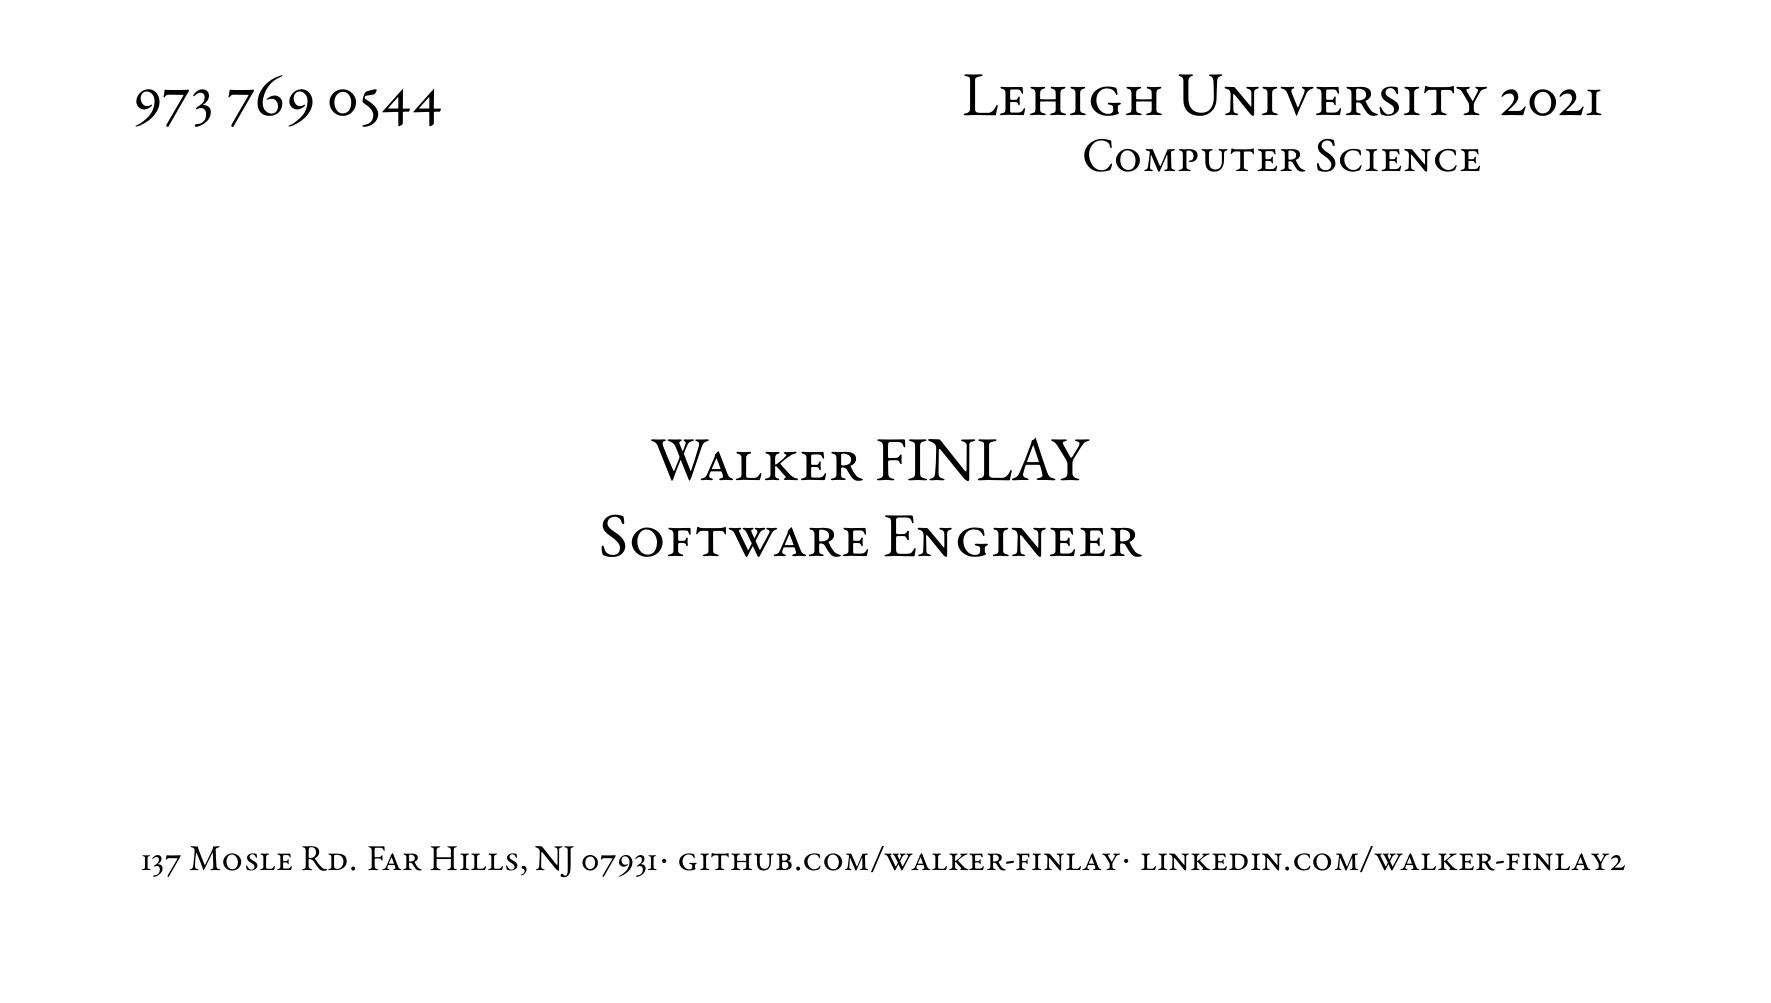 973 769 0544
Lehigh University 2021
Computer Science
Walker FINLAY
Software Engineer
137 Mosle Rd. Far Hills, NJ 07931· github.com/walker-finlay· linkedin.com/walker-finlay2